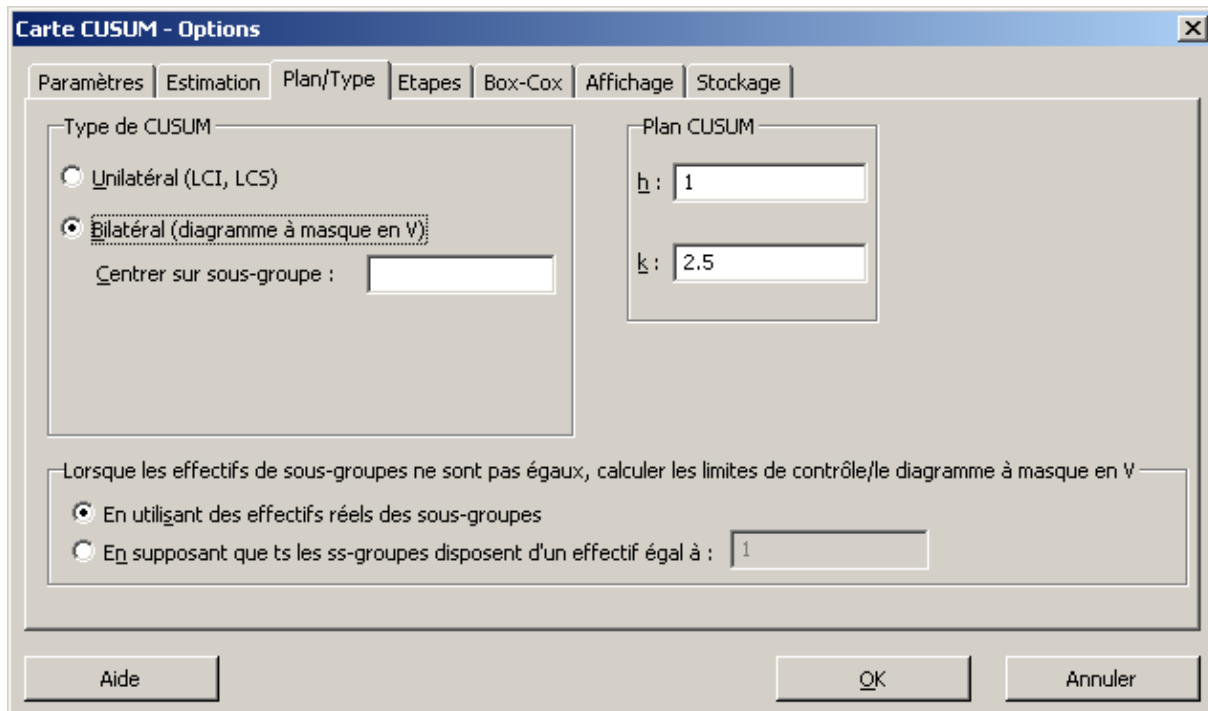 Carte CUSUM - Options
Paramètres Estimation Plan/Type Etapes Box-Cox Affichage Stockage
Type de CUSUM
Unilatéral (LCI, LCS)
Bilatéral (diagramme à masque en V)
Centrer sur sous-groupe :
Plan CUSUM
h : 1
k : 2.5
Lorsque les effectifs de sous-groupes ne sont pas égaux, calculer les limites de contrôle/le diagramme à masque en V
En utilisant des effectifs réels des sous-groupes
En supposant que ts les ss-groupes disposent d'un effectif égal à : 1
Aide OK Annuler